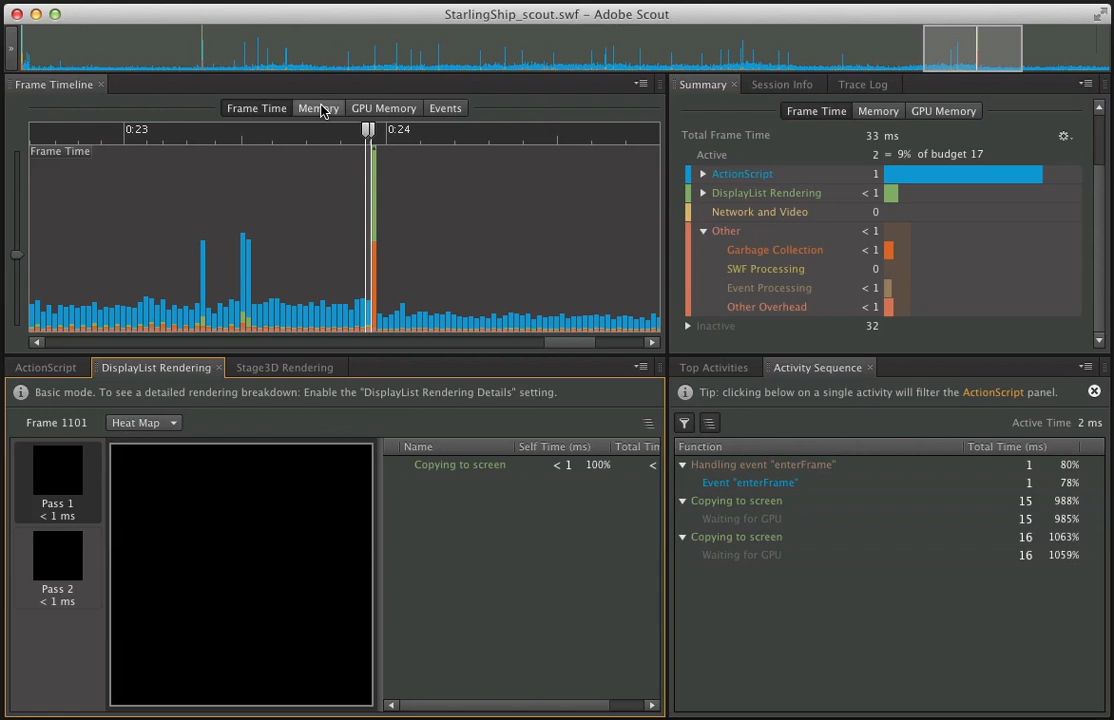 StarlingShip_scout.swf – Adobe Scout
»
Frame Timeline ×
Frame Time Memory GPU Memory Events
0:23 0:24
Frame Time
Summary × Session Info Trace Log
Frame Time Memory GPU Memory
Total Frame Time 33 ms
Active 2 = 9% of budget 17
ActionScript 1
DisplayList Rendering < 1
Network and Video 0
Other < 1
Garbage Collection < 1
SWF Processing 0
Event Processing < 1
Other Overhead < 1
Inactive 32
ActionScript DisplayList Rendering × Stage3D Rendering
Basic mode. To see a detailed rendering breakdown: Enable the "DisplayList Rendering Details" setting.
Frame 1101 Heat Map
Pass 1
< 1 ms
Pass 2
< 1 ms
Name Self Time (ms) Total Tin
Copying to screen < 1 100% <
Top Activities Activity Sequence ×
Tip: clicking below on a single activity will filter the ActionScript panel.
Active Time 2 ms
Function Total Time (ms)
Handling event "enterFrame" 1 80%
Event "enterFrame" 1 78%
Copying to screen 15 988%
Waiting for GPU 15 985%
Copying to screen 16 1063%
Waiting for GPU 16 1059%